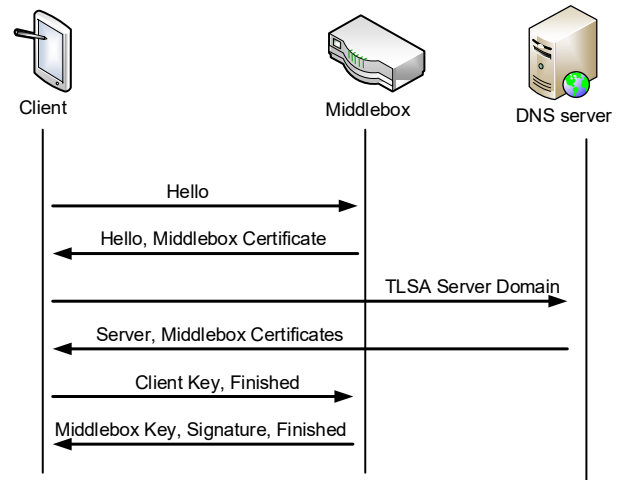 Client
Middlebox
DNS server
Hello
Hello, Middlebox Certificate
TLSA Server Domain
Server, Middlebox Certificates
Client Key, Finished
Middlebox Key, Signature, Finished